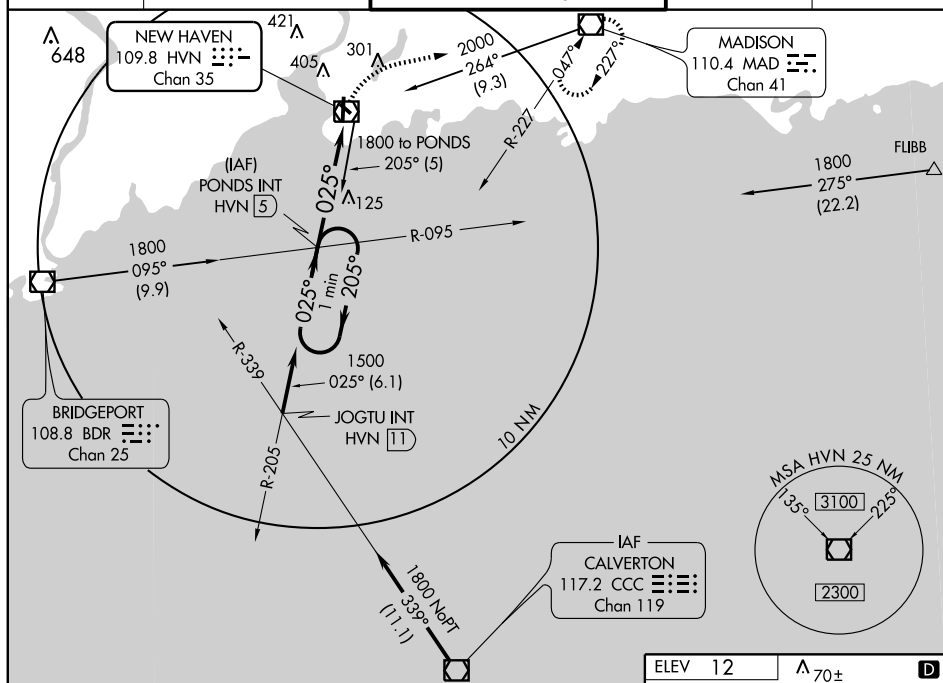 648
421
NEW HAVEN
109.8 HVN
Chan 35
405
301
2000
264°
(9.3)
047°
227°
MADISON
110.4 MAD
Chan 41
R-227
1800 to PONDS
205° (5)
(IAF)
PONDS INT
HVN 5
025°
125
FLIBB
1800
275°
(22.2)
R-095
1800
095°
(9.9)
025°
1 min
205°
R-339
1500
025° (6.1)
BRIDGEPORT
108.8 BDR
Chan 25
JOGTU INT
HVN 11
R-205
10 NM
MSA HVN 25 NM
135°
3100
225°
2300
1800 NoPT
339°
(11.1)
IAF
CALVERTON
117.2 CCC
Chan 119
ELEV 12
70±
D